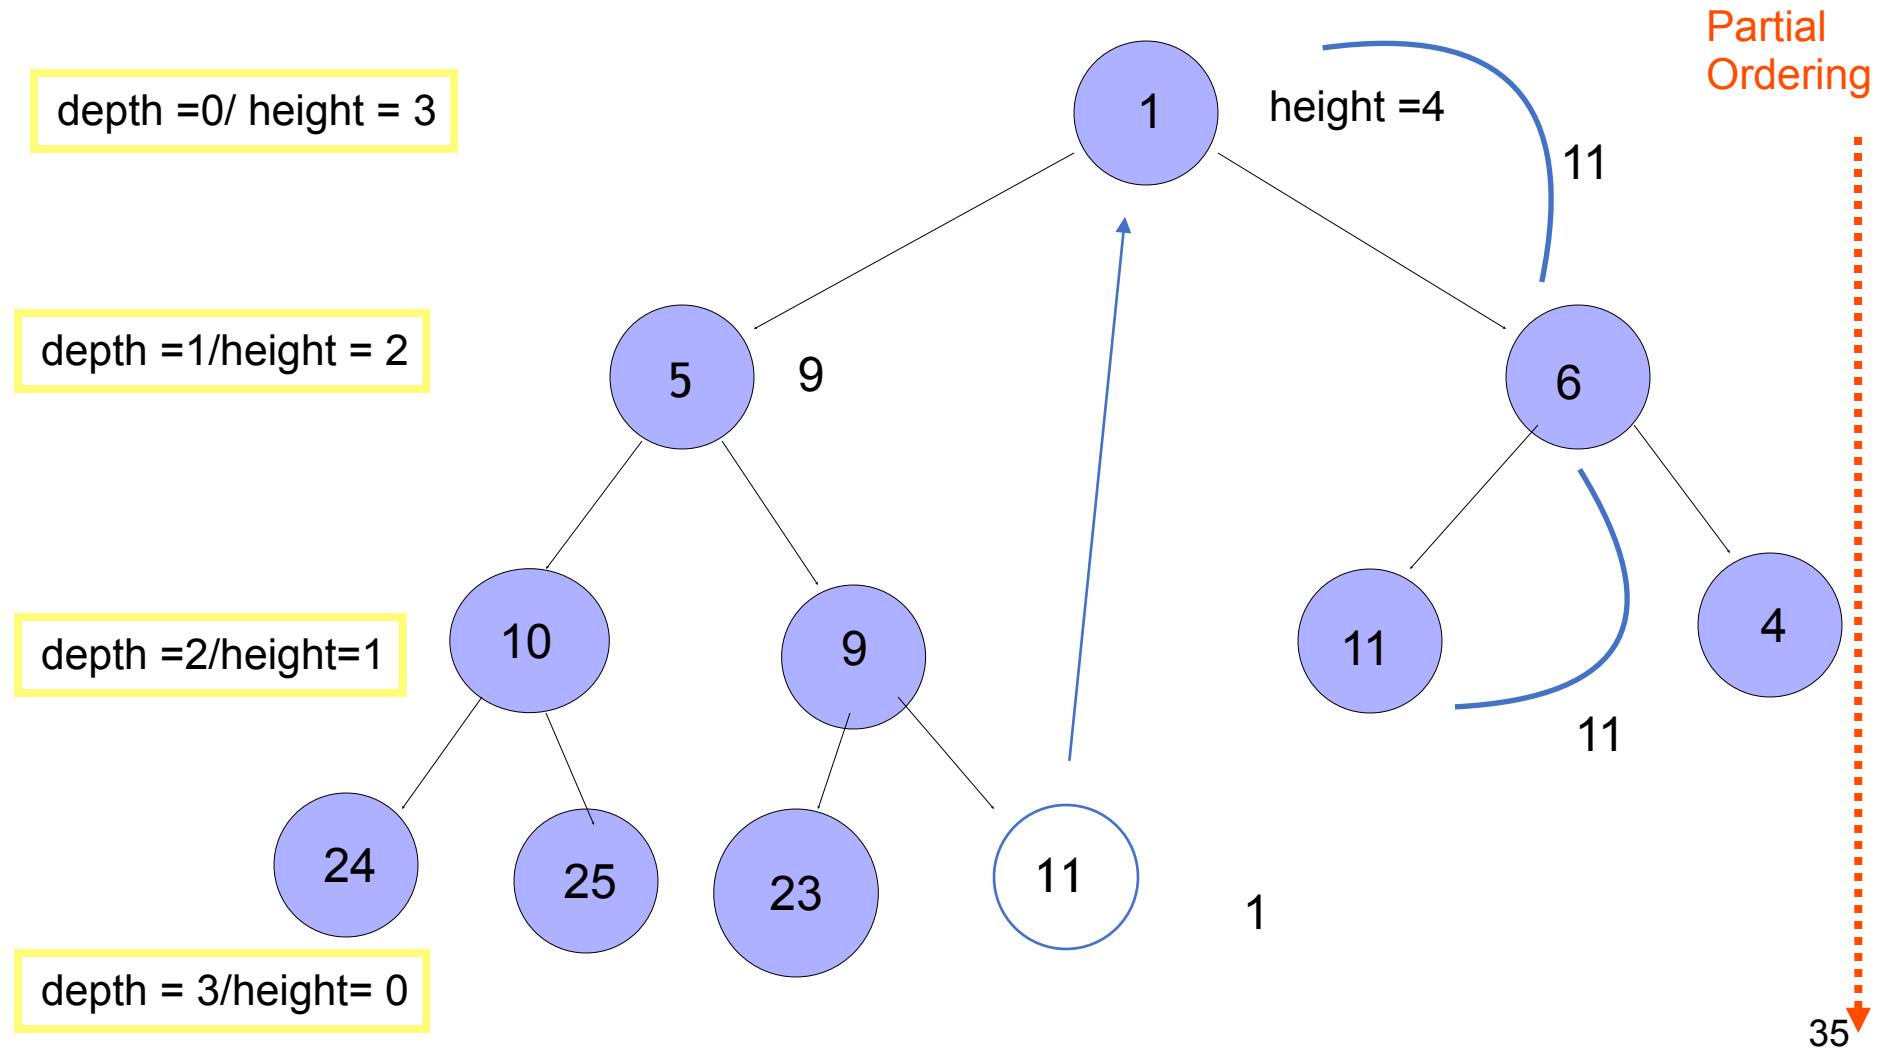 Partial
Ordering
depth =0/ height = 3
1
height =4
11
depth =1/height = 2
5
9
6
depth =2/height=1
10
9
11
4
11
24
25
23
11
1
depth = 3/height= 0
35